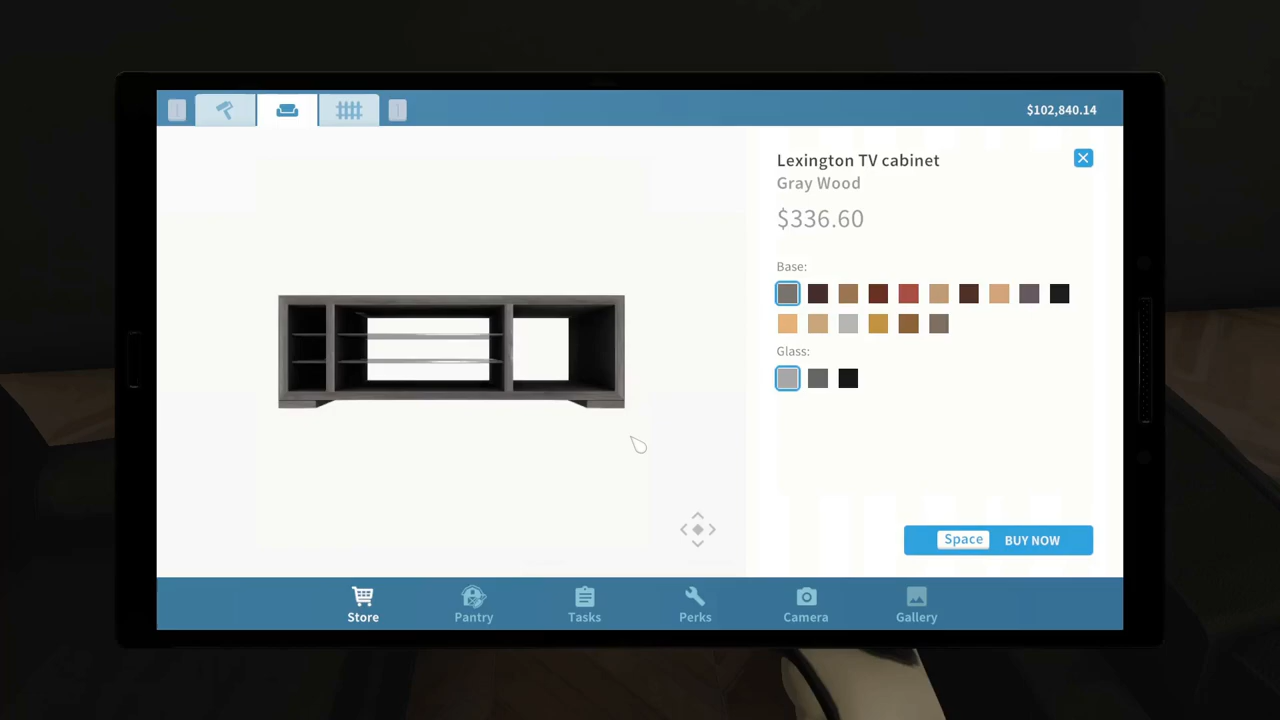 $102,840.14
Lexington TV cabinet
Gray Wood
$336.60
Base:
Glass:
Space BUY NOW
Store Pantry Tasks Perks Camera Gallery